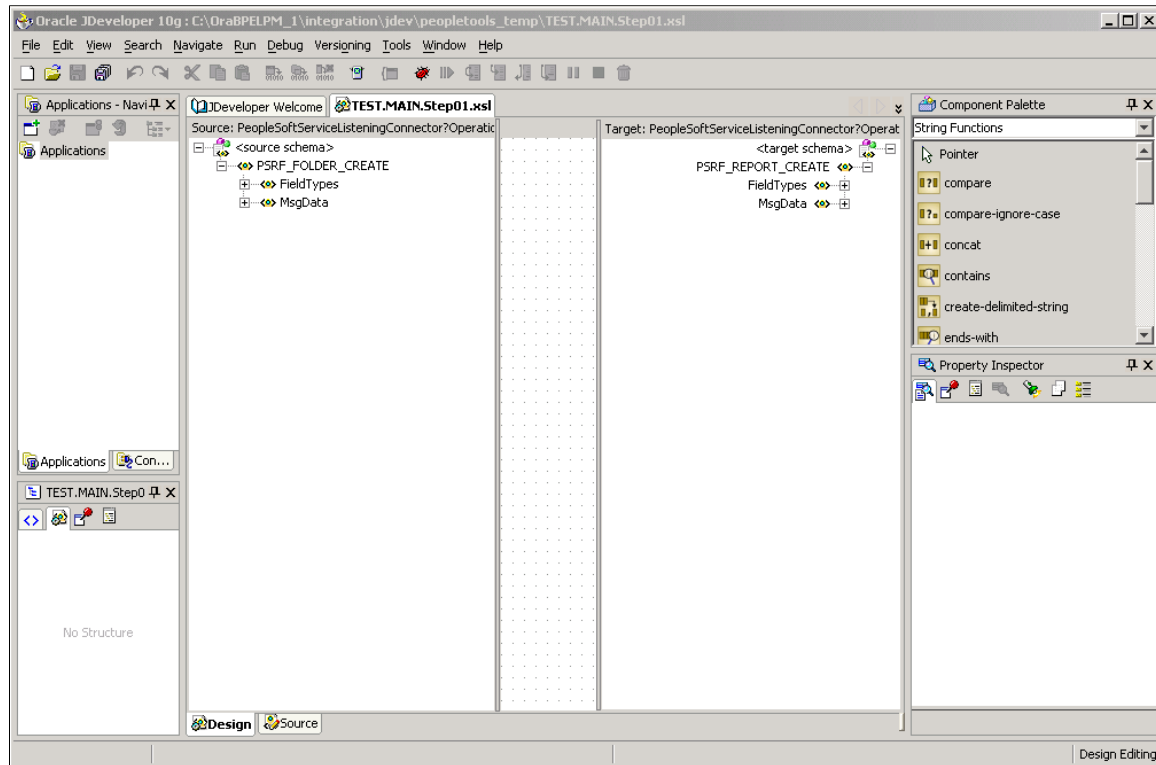 Oracle JDeveloper 10g : C:\OraBPELPM_1\integration\jdev\peopletools_temp\TEST.MAIN.Step01.xsl
File Edit View Search Navigate Run Debug Versioning Tools Window Help
Applications - Navi
Applications
Applications
Con...
TEST.MAIN.Step0
No Structure
JDeveloper Welcome
TEST.MAIN.Step01.xsl
Source: PeopleSoftServiceListeningConnector?Operatic
<source schema>
PSRF_FOLDER_CREATE
FieldTypes
MsgData
Target: PeopleSoftServiceListeningConnector?Operat
<target schema>
PSRF_REPORT_CREATE
FieldTypes
MsgData
Design
Source
Component Palette
String Functions
Pointer
compare
compare-ignore-case
concat
contains
create-delimited-string
ends-with
Property Inspector
Design Editing